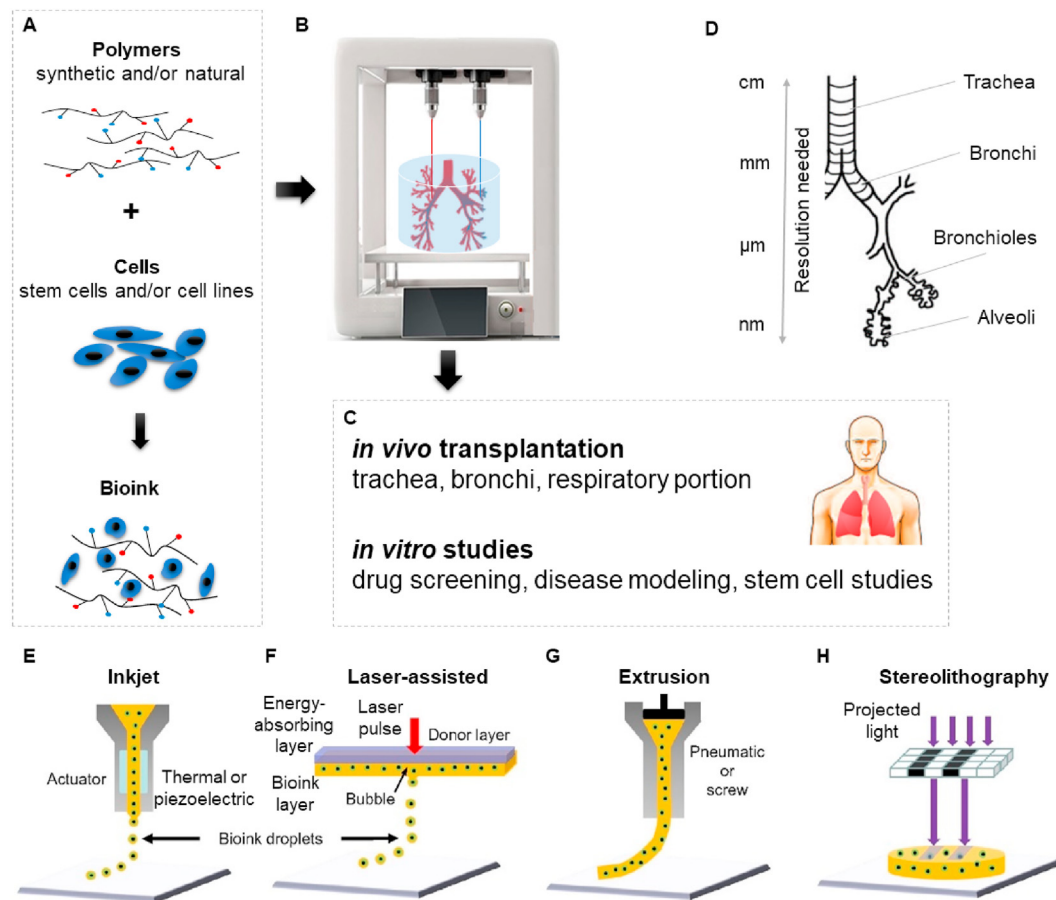 A
Polymers
synthetic and/or natural
+
Cells
stem cells and/or cell lines
Bioink
B
C
in vivo transplantation
trachea, bronchi, respiratory portion
in vitro studies
drug screening, disease modeling, stem cell studies
D
cm
mm
µm
nm
Resolution needed
Trachea
Bronchi
Bronchioles
Alveoli
E
Inkjet
Actuator
Thermal or
piezoelectric
Bioink droplets
F
Laser-assisted
Energy-
absorbing
layer
Laser
pulse
Donor layer
Bioink
layer
Bubble
G
Extrusion
Pneumatic
or
screw
H
Stereolithography
Projected
light